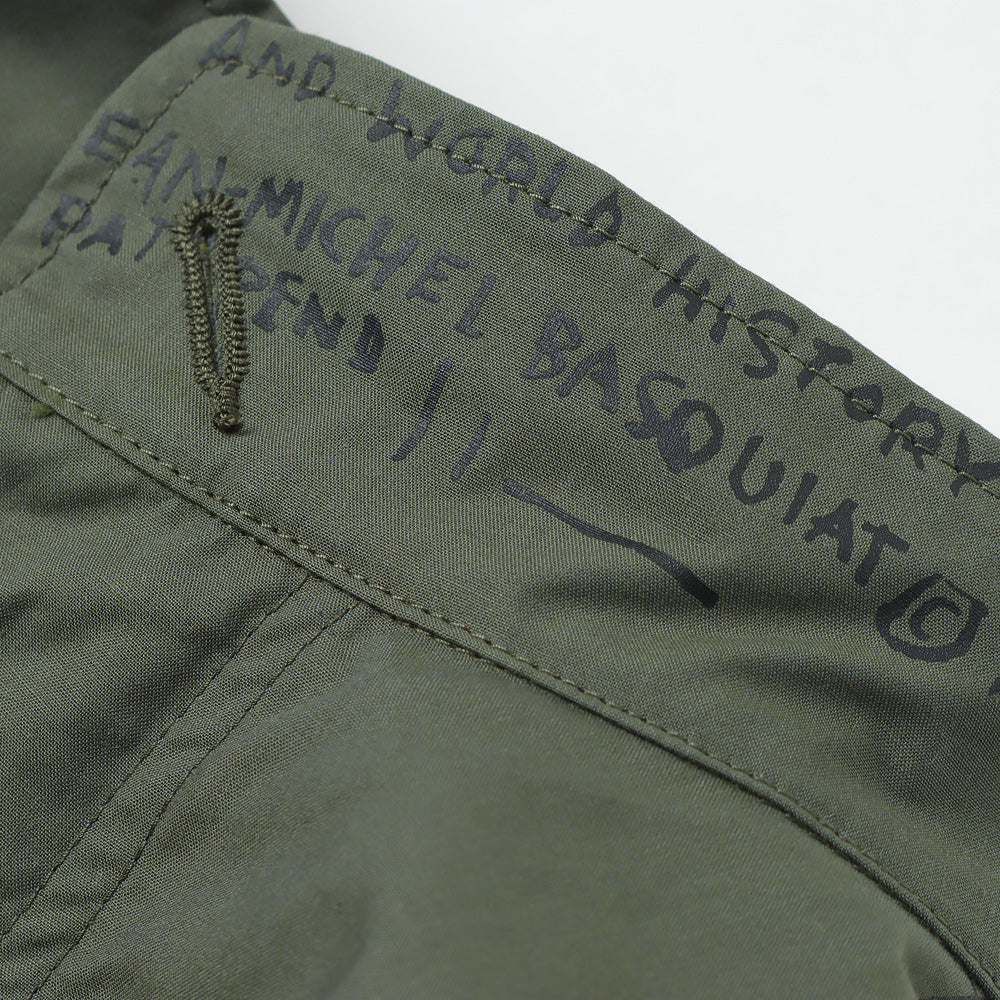 AND WORLD HISTORY
EAN-MICHEL BASQUIAT ©
PAT PEND